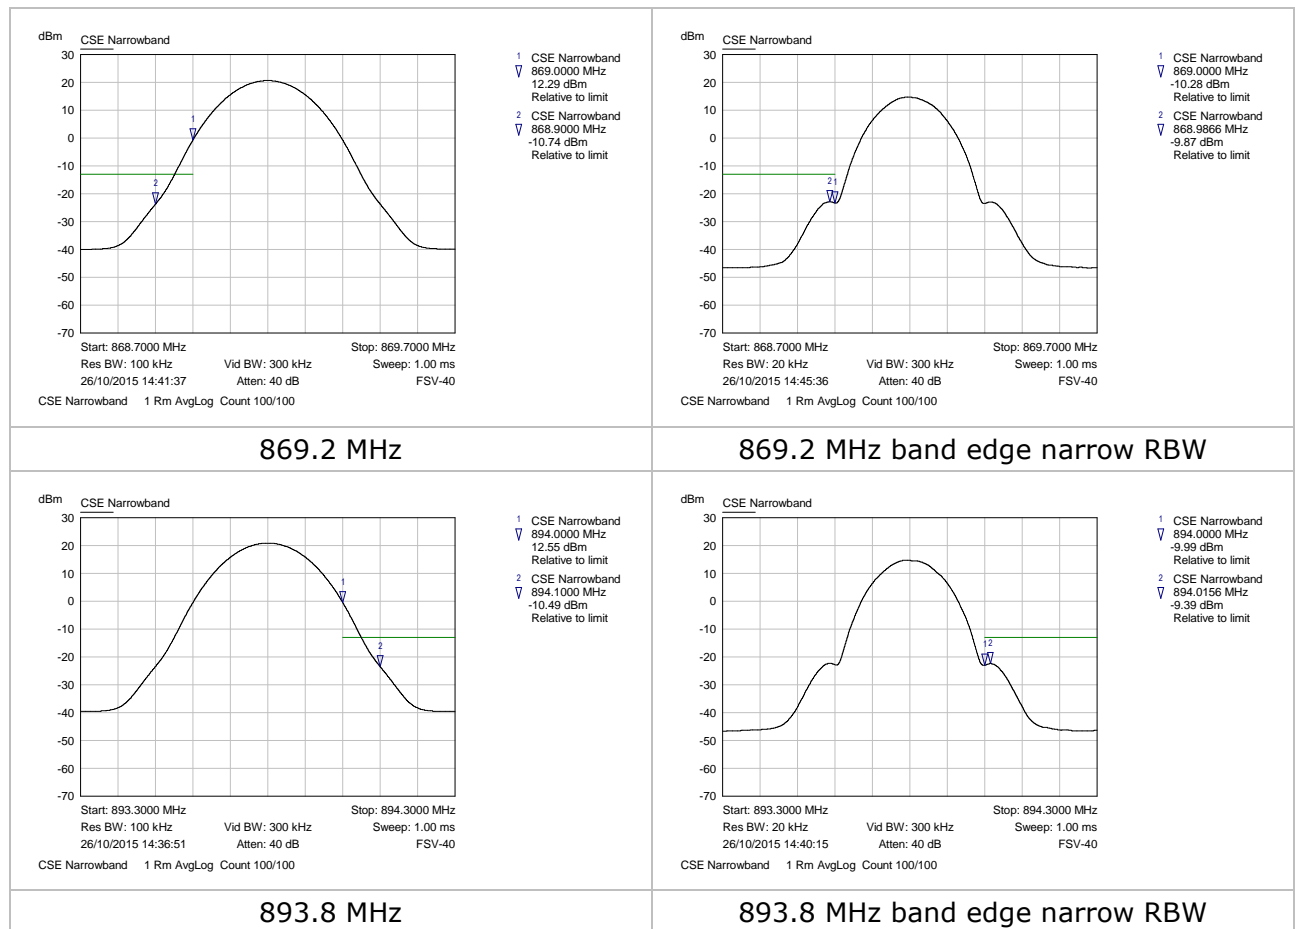 dBm CSE Narrowband
30
20
10
0
-10
-20
-30
-40
-50
-60
-70
1
2
1 CSE Narrowband
869.0000 MHz
12.29 dBm
Relative to limit
2 CSE Narrowband
868.9000 MHz
-10.74 dBm
Relative to limit
Start: 868.7000 MHz Stop: 869.7000 MHz
Res BW: 100 kHz Vid BW: 300 kHz Sweep: 1.00 ms
26/10/2015 14:41:37 Atten: 40 dB FSV-40
CSE Narrowband 1 Rm AvgLog Count 100/100
869.2 MHz
dBm CSE Narrowband
30
20
10
0
-10
-20
-30
-40
-50
-60
-70
2 1
1 CSE Narrowband
869.0000 MHz
-10.28 dBm
Relative to limit
2 CSE Narrowband
868.9866 MHz
-9.87 dBm
Relative to limit
Start: 868.7000 MHz Stop: 869.7000 MHz
Res BW: 20 kHz Vid BW: 300 kHz Sweep: 1.00 ms
26/10/2015 14:45:36 Atten: 40 dB FSV-40
CSE Narrowband 1 Rm AvgLog Count 100/100
869.2 MHz band edge narrow RBW
dBm CSE Narrowband
30
20
10
0
-10
-20
-30
-40
-50
-60
-70
1
2
1 CSE Narrowband
894.0000 MHz
12.55 dBm
Relative to limit
2 CSE Narrowband
894.1000 MHz
-10.49 dBm
Relative to limit
Start: 893.3000 MHz Stop: 894.3000 MHz
Res BW: 100 kHz Vid BW: 300 kHz Sweep: 1.00 ms
26/10/2015 14:36:51 Atten: 40 dB FSV-40
CSE Narrowband 1 Rm AvgLog Count 100/100
893.8 MHz
dBm CSE Narrowband
30
20
10
0
-10
-20
-30
-40
-50
-60
-70
1 2
1 CSE Narrowband
894.0000 MHz
-9.99 dBm
Relative to limit
2 CSE Narrowband
894.0156 MHz
-9.39 dBm
Relative to limit
Start: 893.3000 MHz Stop: 894.3000 MHz
Res BW: 20 kHz Vid BW: 300 kHz Sweep: 1.00 ms
26/10/2015 14:40:15 Atten: 40 dB FSV-40
CSE Narrowband 1 Rm AvgLog Count 100/100
893.8 MHz band edge narrow RBW